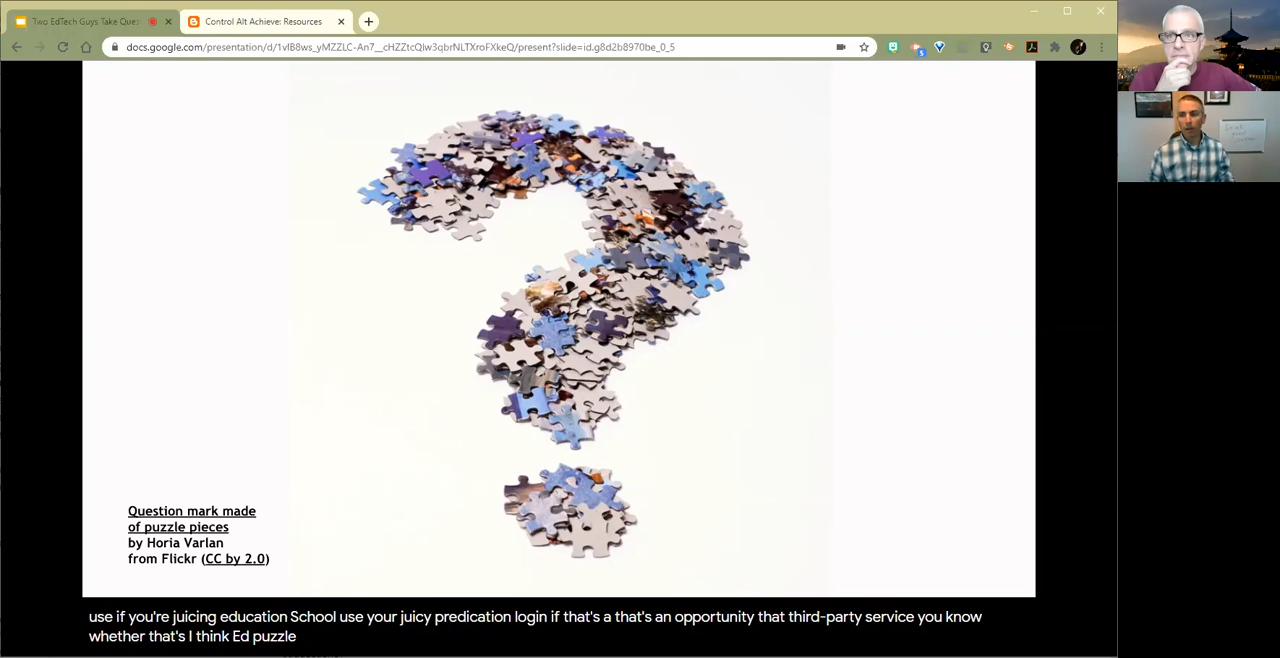 Two EdTech Guys Take Que
Control Alt Achieve: Resources
docs.google.com/presentation/d/1vlB8ws_yMZZLC-An7__cHZZtcQlw3qbrNLTXroFXkeQ/present?slide=id.g8d2b8970be_0_5
Question mark made
of puzzle pieces
by Horia Varlan
from Flickr (CC by 2.0)
use if you're juicing education School use your juicy predication login if that's a that's an opportunity that third-party service you know
whether that's I think Ed puzzle